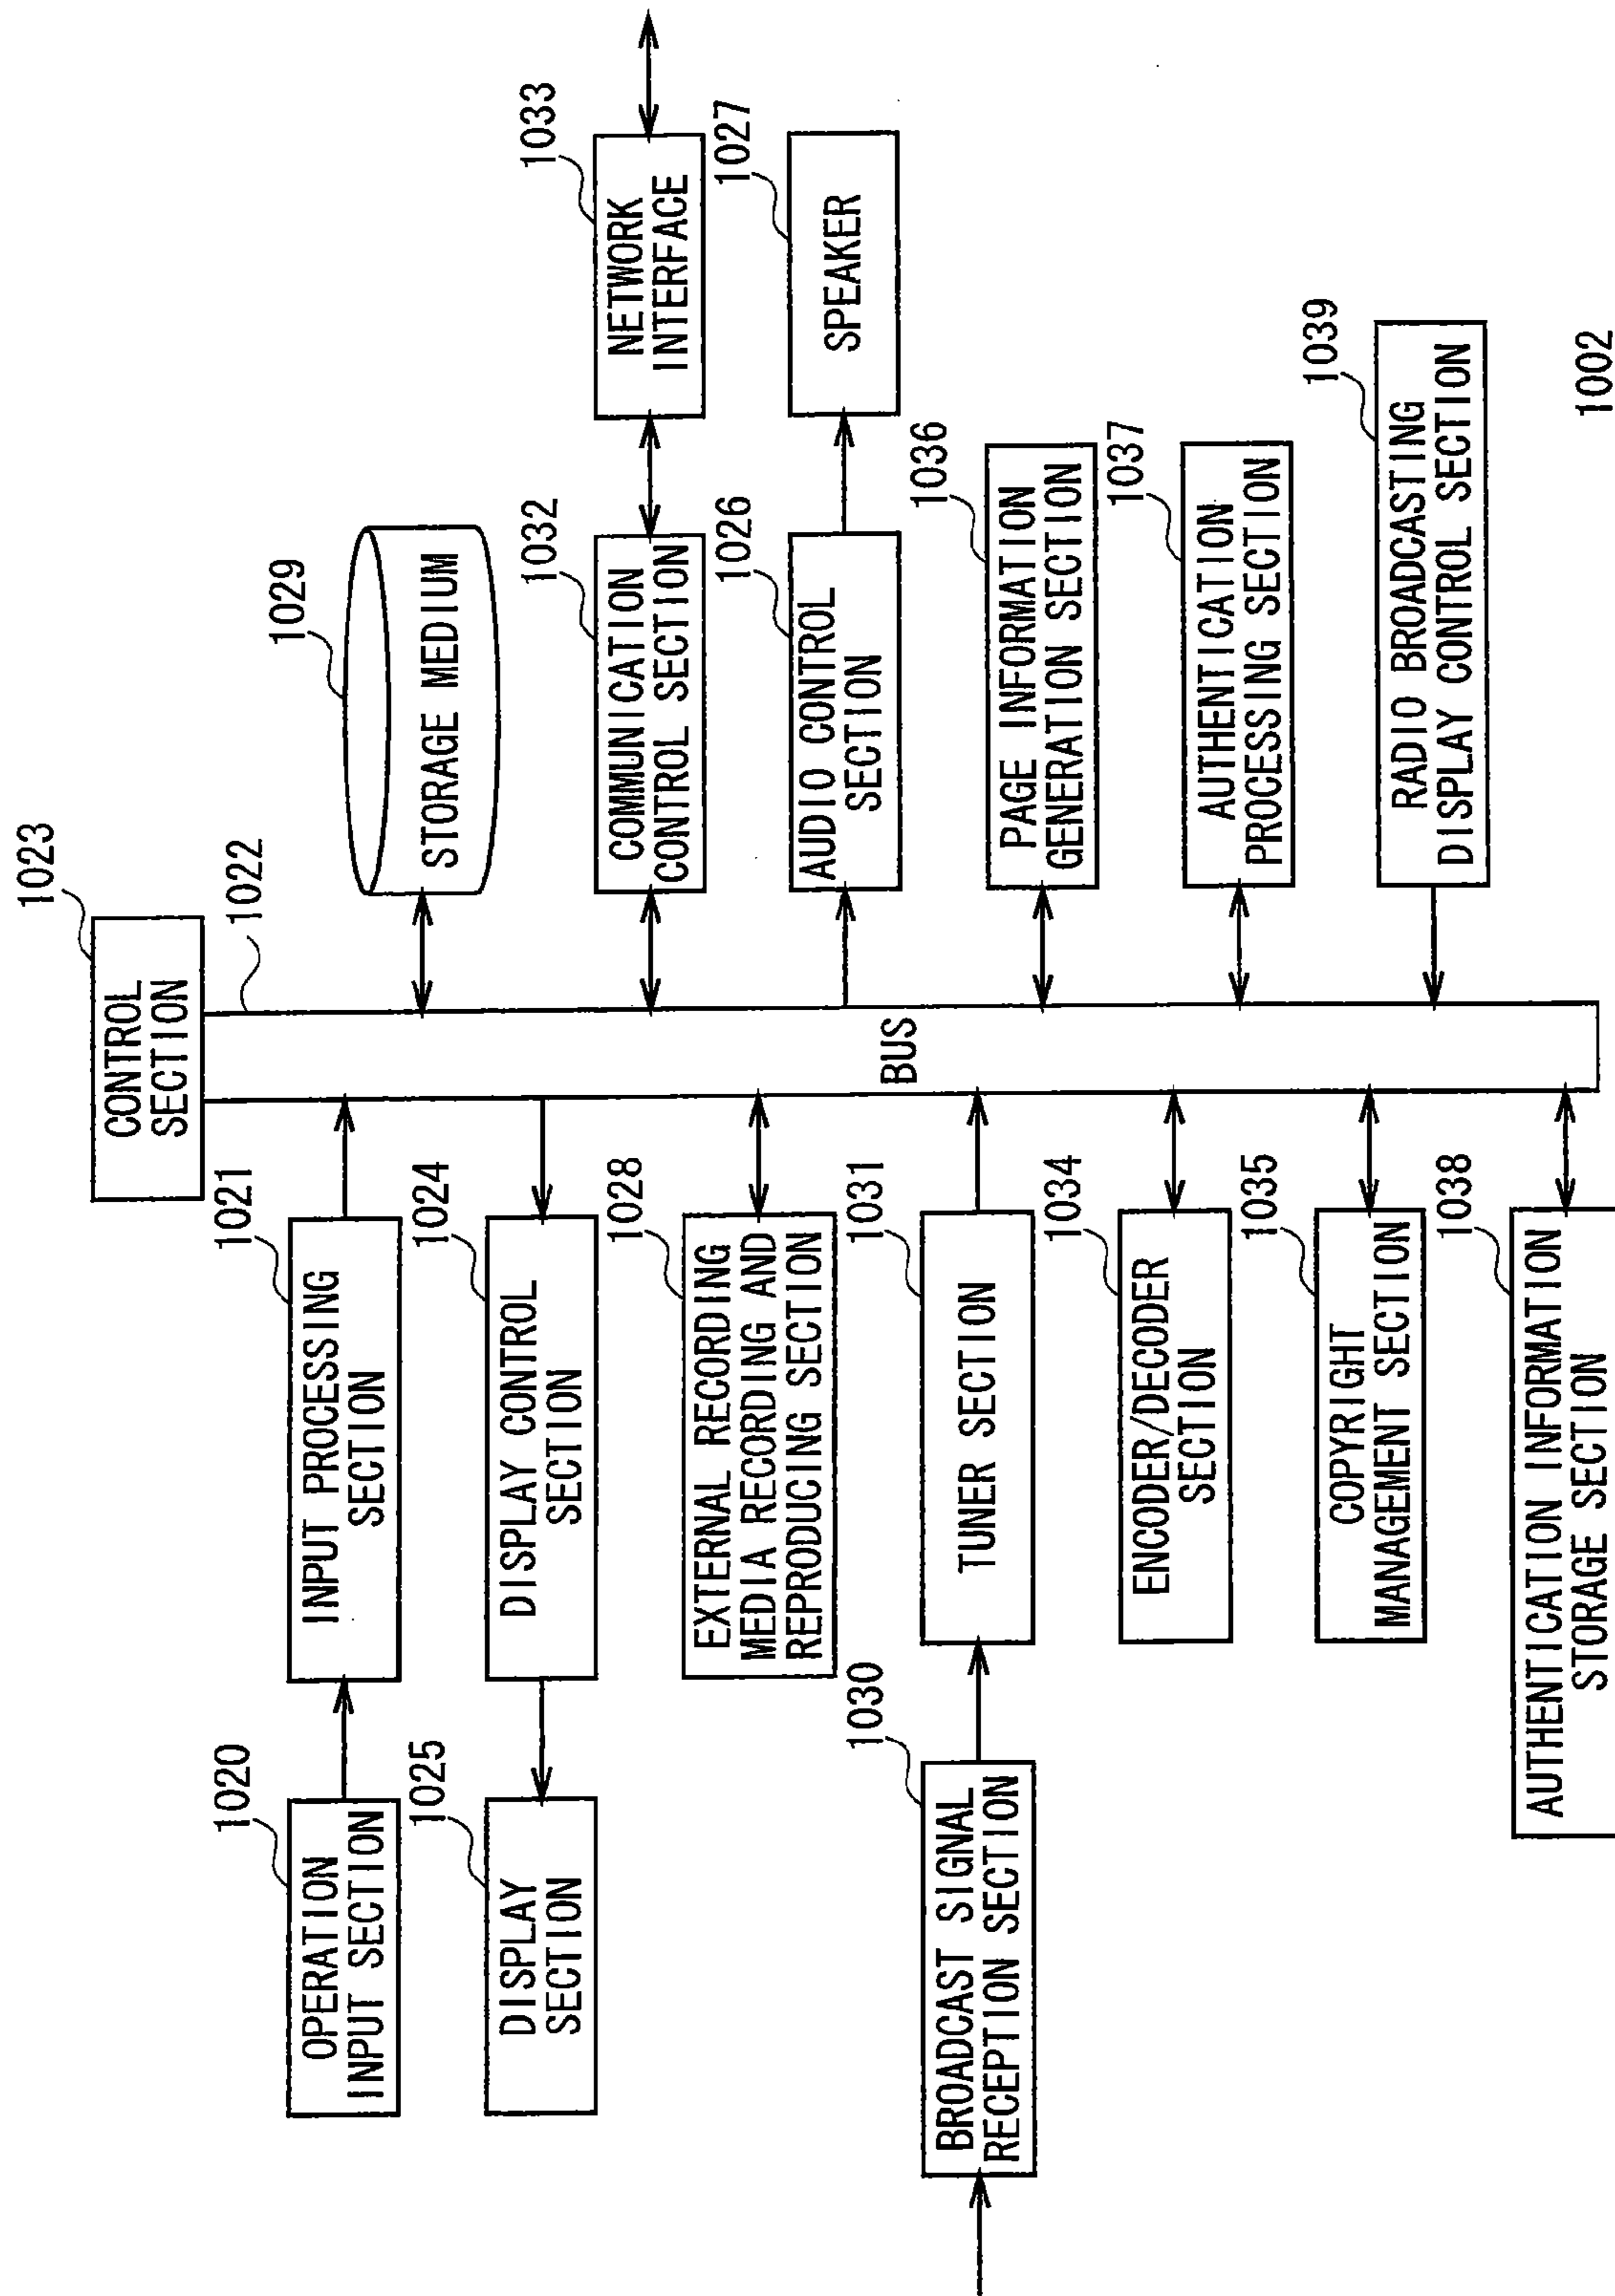 1023
CONTROL
SECTION
1022
BUS
1020
OPERATION
INPUT SECTION
1021
INPUT PROCESSING
SECTION
1025
DISPLAY
SECTION
1024
DISPLAY CONTROL
SECTION
1028
EXTERNAL RECORDING
MEDIA RECORDING AND
REPRODUCING SECTION
1030
BROADCAST SIGNAL
RECEPTION SECTION
1031
TUNER SECTION
1034
ENCODER/DECODER
SECTION
1035
COPYRIGHT
MANAGEMENT SECTION
1038
AUTHENTICATION INFORMATION
STORAGE SECTION
1029
STORAGE MEDIUM
1032
COMMUNICATION
CONTROL SECTION
1033
NETWORK
INTERFACE
1026
AUDIO CONTROL
SECTION
1027
SPEAKER
1036
PAGE INFORMATION
GENERATION SECTION
1037
AUTHENTICATION
PROCESSING SECTION
1039
RADIO BROADCASTING
DISPLAY CONTROL SECTION
1002